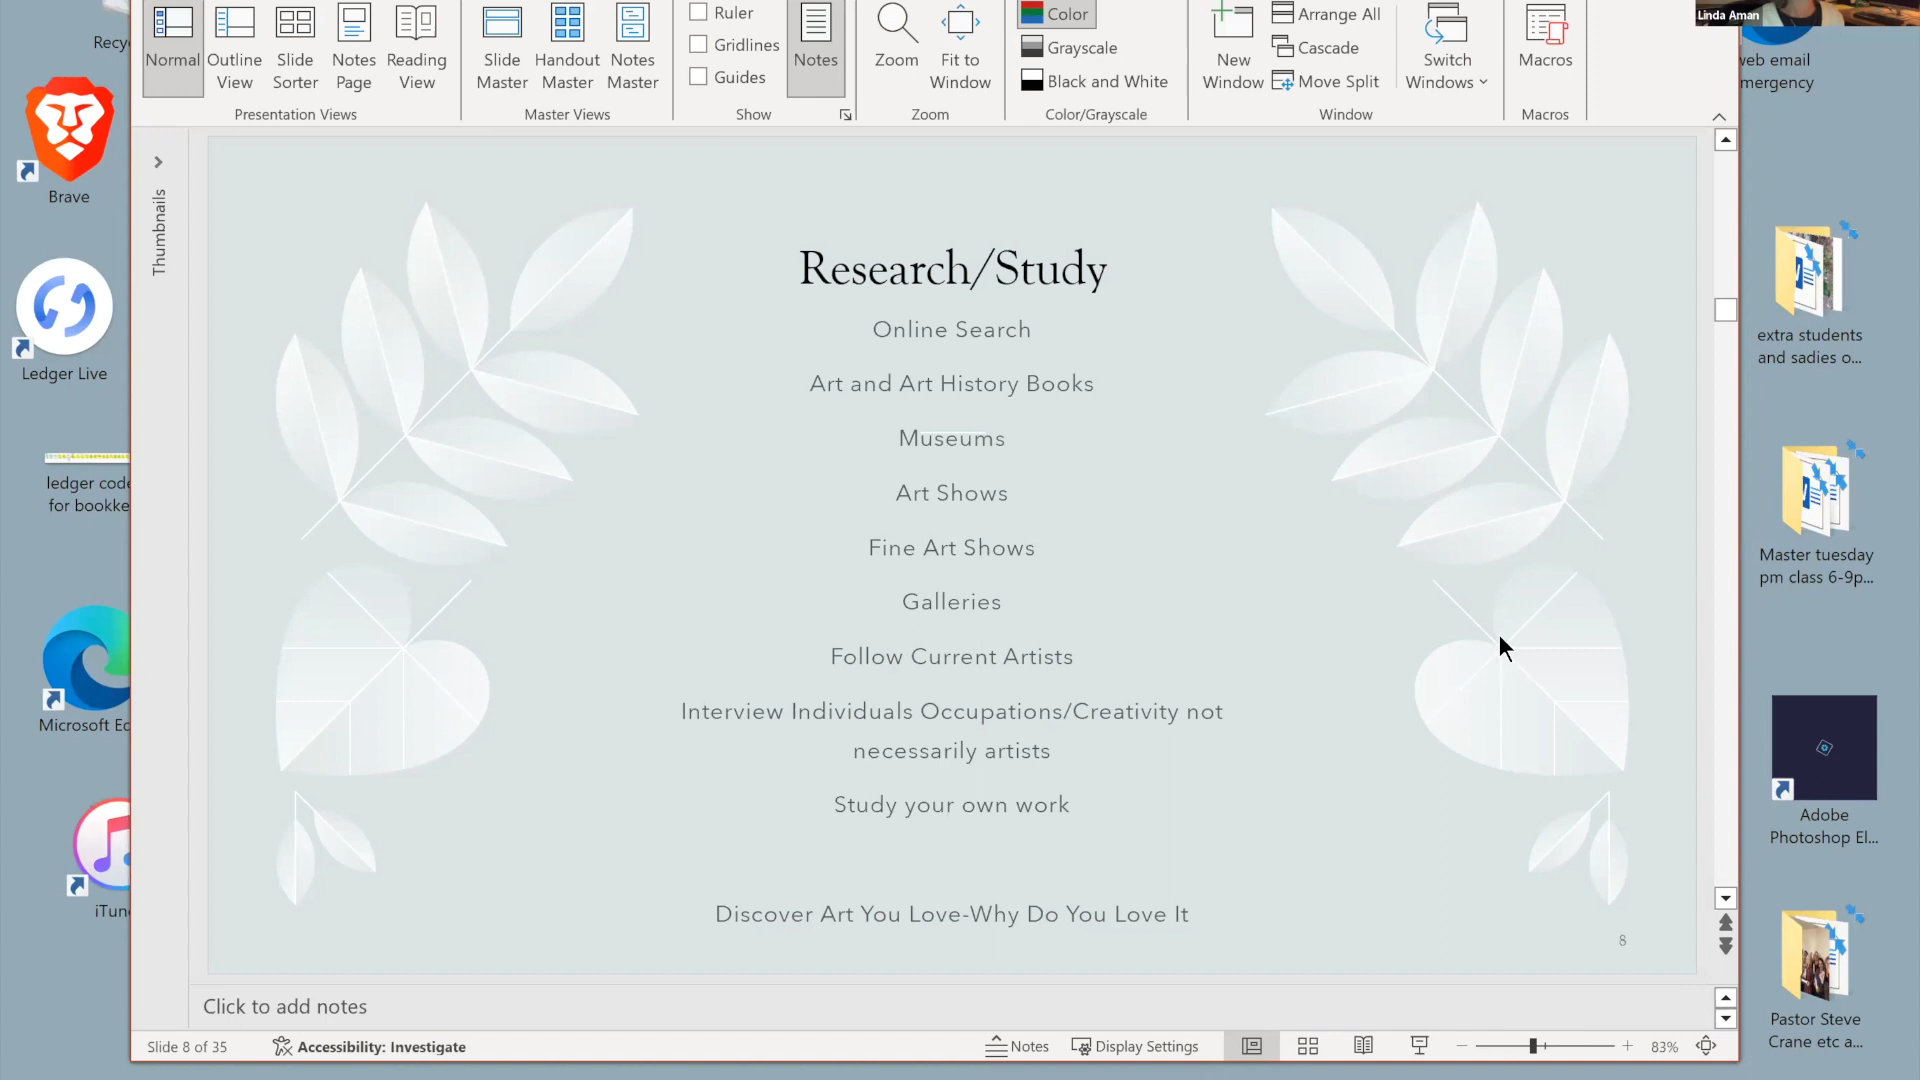 Recy
Brave
Ledger Live
ledger code
for bookke
Microsoft Ed
iTun
Normal
Outline
View
Slide
Sorter
Notes
Page
Reading
View
Presentation Views
Slide
Master
Handout
Master
Notes
Master
Master Views
Ruler
Gridlines
Guides
Show
Notes
Zoom
Fit to
Window
Zoom
Color
Grayscale
Black and White
Color/Grayscale
New
Window
Arrange All
Cascade
Move Split
Switch
Windows
Window
Macros
Macros
Linda Aman
web email
mergency
Thumbnails
Research/Study
Online Search
Art and Art History Books
Museums
Art Shows
Fine Art Shows
Galleries
Follow Current Artists
Interview Individuals Occupations/Creativity not
necessarily artists
Study your own work
Discover Art You Love-Why Do You Love It
8
Click to add notes
Slide 8 of 35
Accessibility: Investigate
Notes
Display Settings
83%
extra students
and sadies o...
Master tuesday
pm class 6-9p...
Adobe
Photoshop El...
Pastor Steve
Crane etc a...